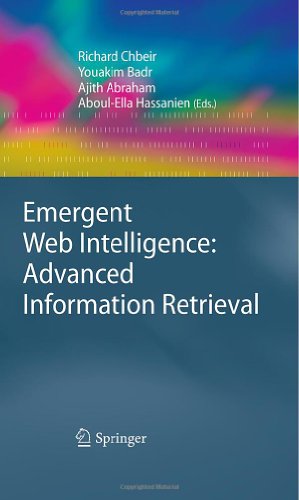 Richard Chbeir
Youakim Badr
Ajith Abraham
Aboul-Ella Hassanien (Eds.)
Emergent
Web Intelligence:
Advanced
Information Retrieval
Springer